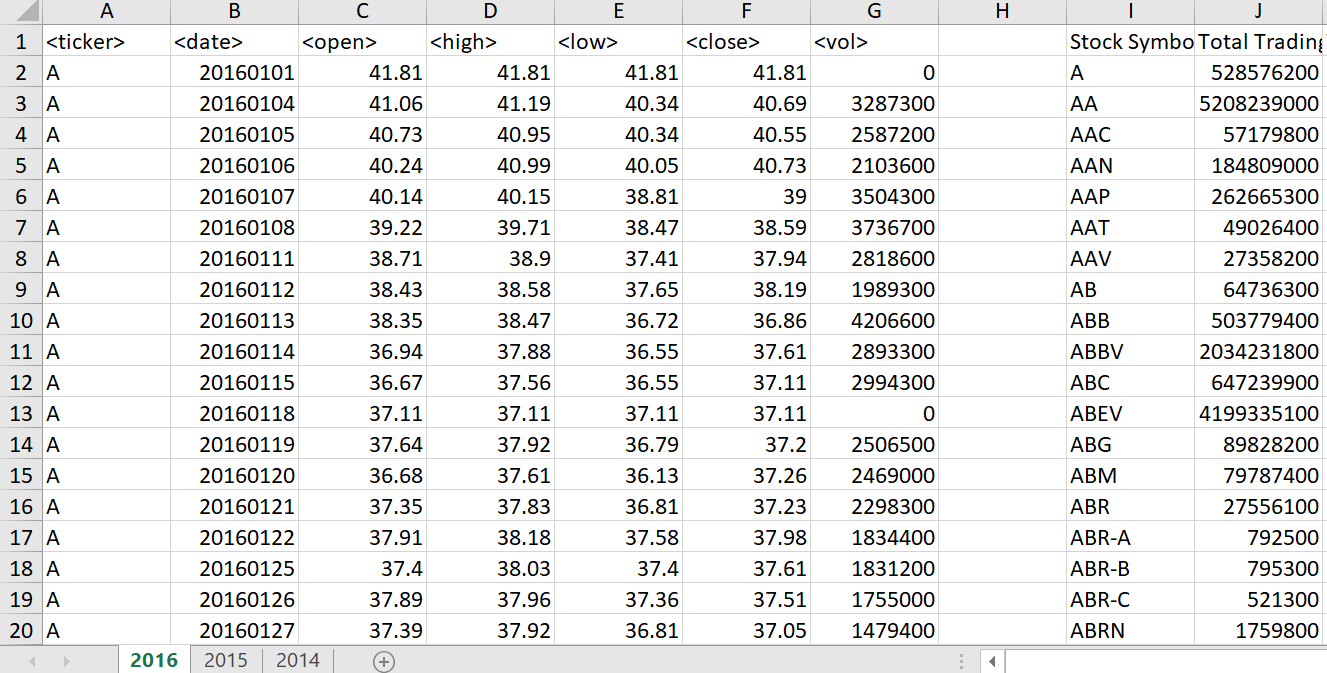 A B C D E F G H I J
1 <ticker> <date> <open> <high> <low> <close> <vol> Stock Symbo Total Trading
2 A 20160101 41.81 41.81 41.81 41.81 0 A 528576200
3 A 20160104 41.06 41.19 40.34 40.69 3287300 AA 5208239000
4 A 20160105 40.73 40.95 40.34 40.55 2587200 AAC 57179800
5 A 20160106 40.24 40.99 40.05 40.73 2103600 AAN 184809000
6 A 20160107 40.14 40.15 38.81 39 3504300 AAP 262665300
7 A 20160108 39.22 39.71 38.47 38.59 3736700 AAT 49026400
8 A 20160111 38.71 38.9 37.41 37.94 2818600 AAV 27358200
9 A 20160112 38.43 38.58 37.65 38.19 1989300 AB 64736300
10 A 20160113 38.35 38.47 36.72 36.86 4206600 ABB 503779400
11 A 20160114 36.94 37.88 36.55 37.61 2893300 ABBV 2034231800
12 A 20160115 36.67 37.56 36.55 37.11 2994300 ABC 647239900
13 A 20160118 37.11 37.11 37.11 37.11 0 ABEV 4199335100
14 A 20160119 37.64 37.92 36.79 37.2 2506500 ABG 89828200
15 A 20160120 36.68 37.61 36.13 37.26 2469000 ABM 79787400
16 A 20160121 37.35 37.83 36.81 37.23 2298300 ABR 27556100
17 A 20160122 37.91 38.18 37.58 37.98 1834400 ABR-A 792500
18 A 20160125 37.4 38.03 37.4 37.61 1831200 ABR-B 795300
19 A 20160126 37.89 37.96 37.36 37.51 1755000 ABR-C 521300
20 A 20160127 37.39 37.92 36.81 37.05 1479400 ABRN 1759800
2016 2015 2014